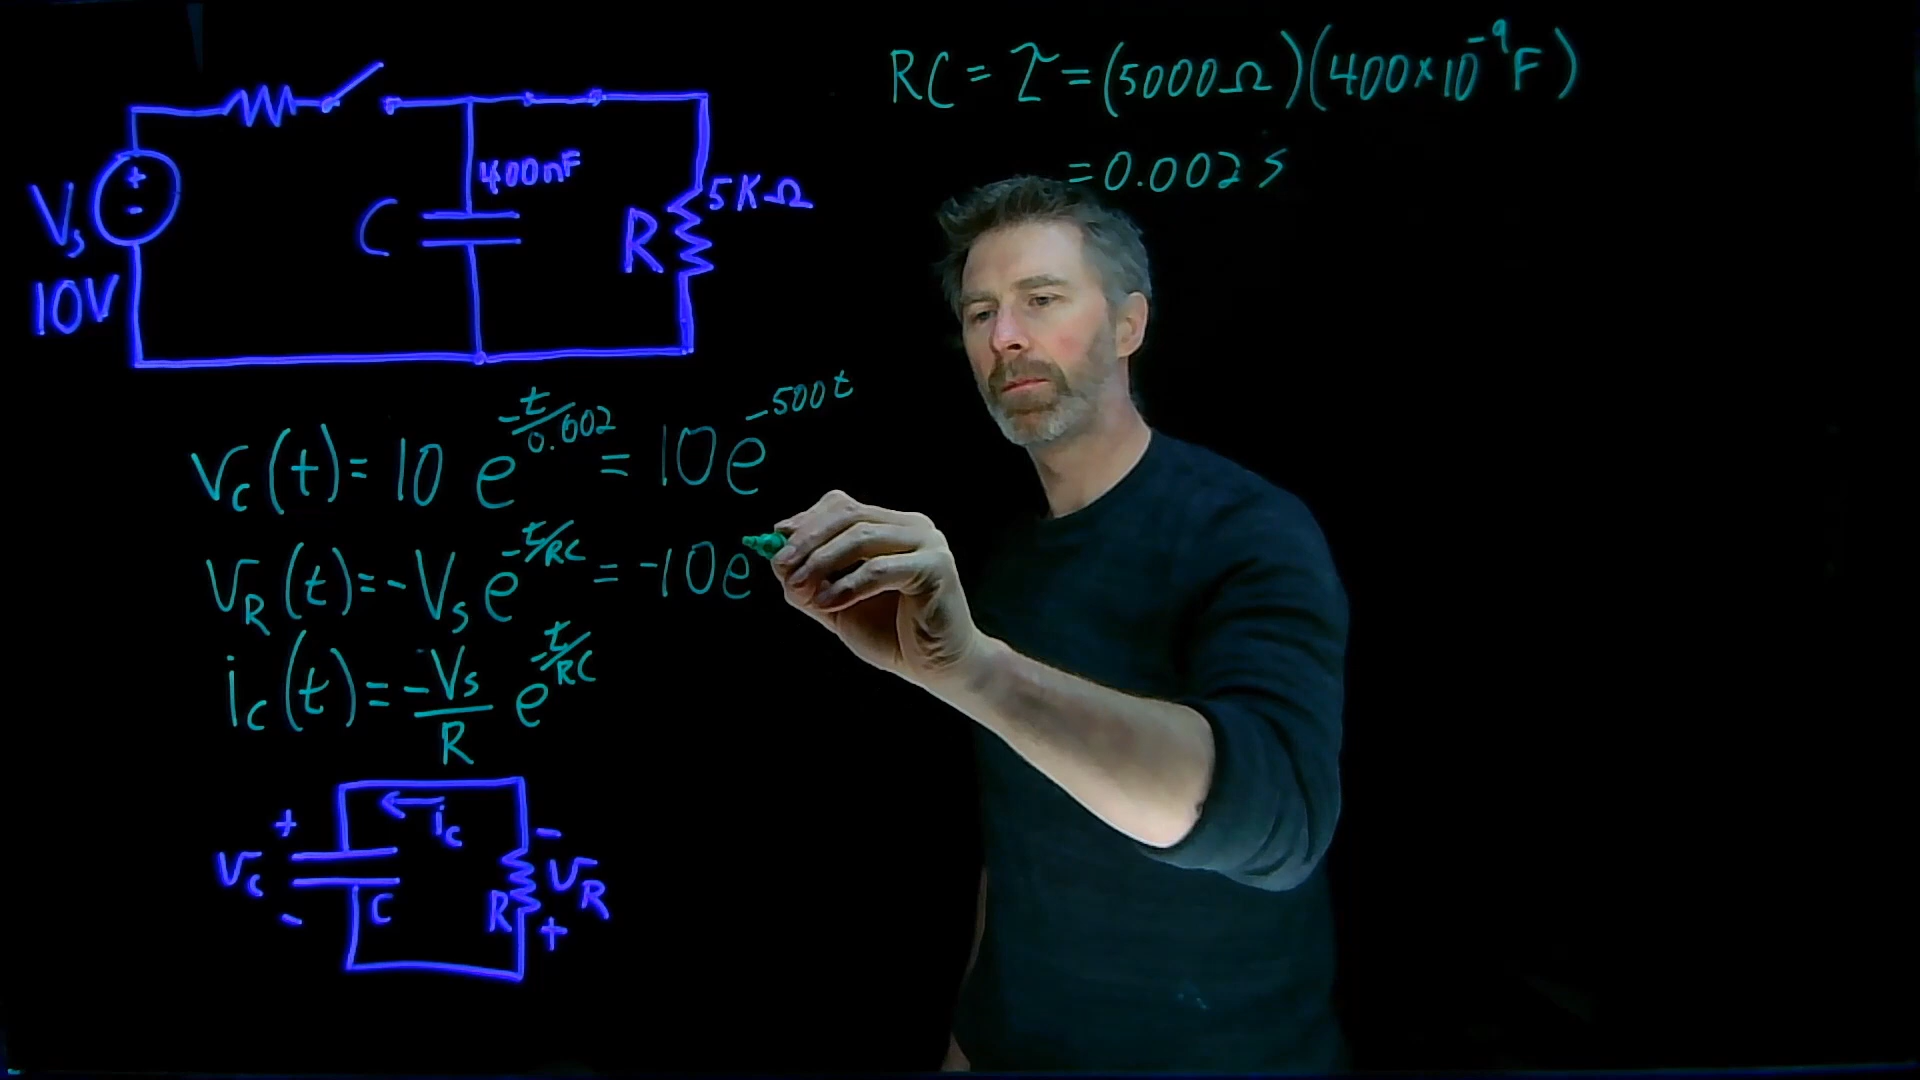 RC = τ = (5000Ω)(400×10⁻⁹F)
= 0.002 s
+
-
Vs
10V
400nF
C
R
5KΩ
vc(t) = 10 e^(-t/0.002) = 10e^(-500t)
vR(t) = -Vs e^(-t/RC) = -10e
ic(t) = -Vs/R e^(-t/RC)
+
vc
-
C
ic
R
-
vR
+